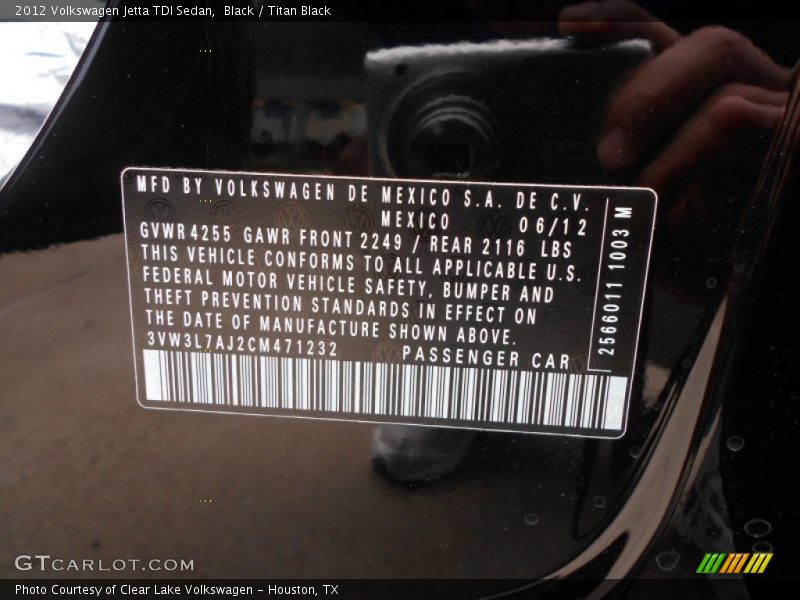 2012 Volkswagen Jetta TDI Sedan,  Black / Titan Black
MFD BY VOLKSWAGEN DE MEXICO S.A. DE C.V.
MEXICO 06/12
GVWR4255 GAWR FRONT 2249 / REAR 2116 LBS
THIS VEHICLE CONFORMS TO ALL APPLICABLE U.S.
FEDERAL MOTOR VEHICLE SAFETY, BUMPER AND
THEFT PREVENTION STANDARDS IN EFFECT ON
THE DATE OF MANUFACTURE SHOWN ABOVE.
3VW3L7AJ2CM471232 PASSENGER CAR
2566011 1003 M
GTCARLOT.COM
Photo Courtesy of Clear Lake Volkswagen - Houston, TX